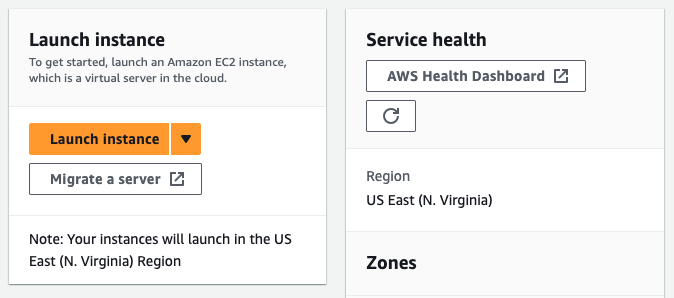 Launch instance
To get started, launch an Amazon EC2 instance,
which is a virtual server in the cloud.
Launch instance
Migrate a server
Note: Your instances will launch in the US
East (N. Virginia) Region
Service health
AWS Health Dashboard
Region
US East (N. Virginia)
Zones